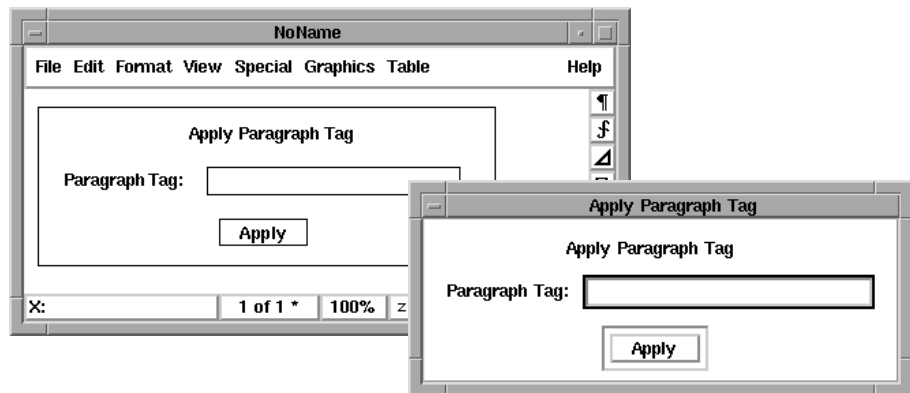 NoName
File Edit Format View Special Graphics Table Help
¶
Apply Paragraph Tag
Paragraph Tag:
Apply
X: 1 of 1 * 100% z
Apply Paragraph Tag
Apply Paragraph Tag
Paragraph Tag:
Apply